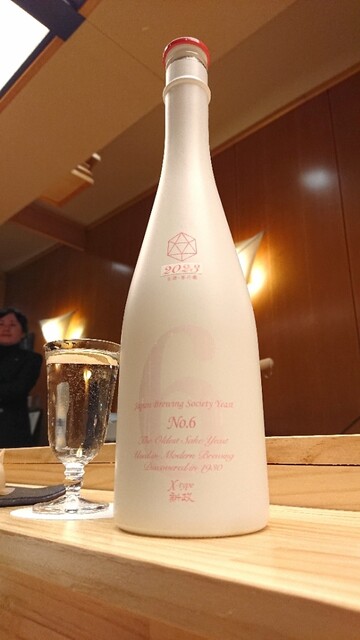 2023
Japan Brewing Society Yeast
No.6
The Oldest Sake Yeast
Used in Modern Brewing
Discovered in 1930
X-type
新政